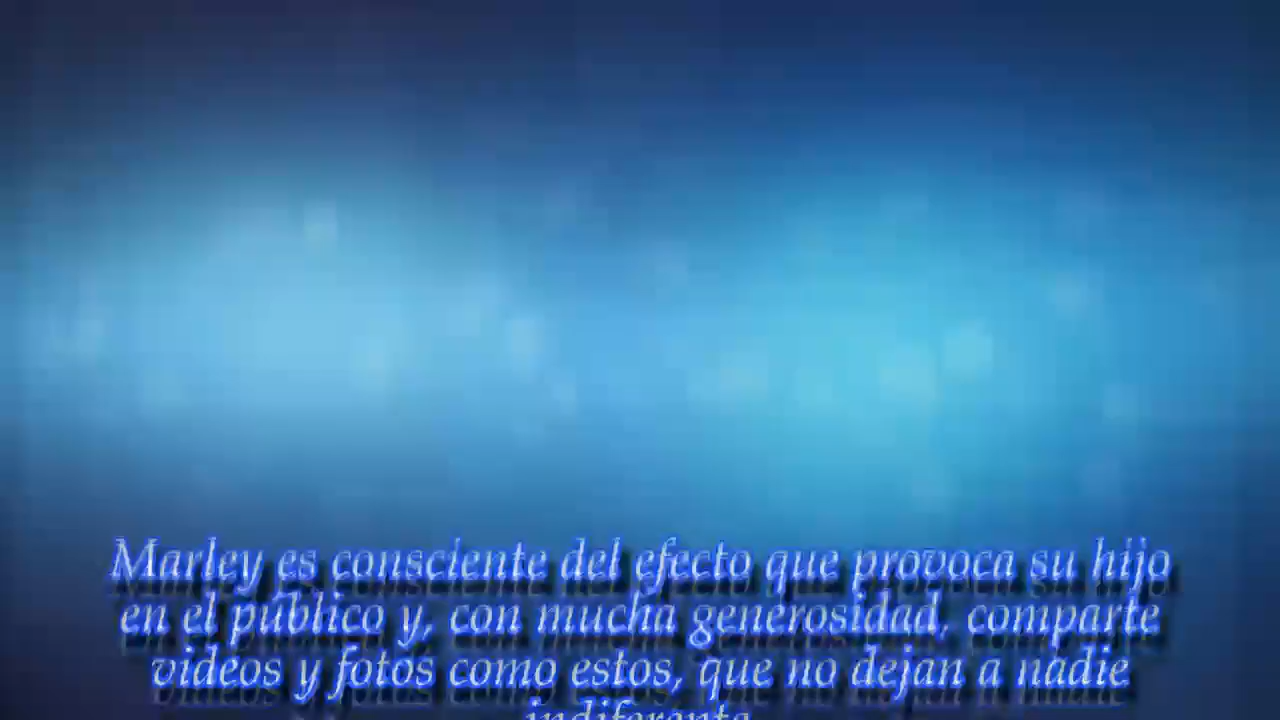 Marley es consciente del efecto que provoca su hijo
en el público y, con mucha generosidad, comparte
videos y fotos como estos, que no dejan a nadie
indiferente